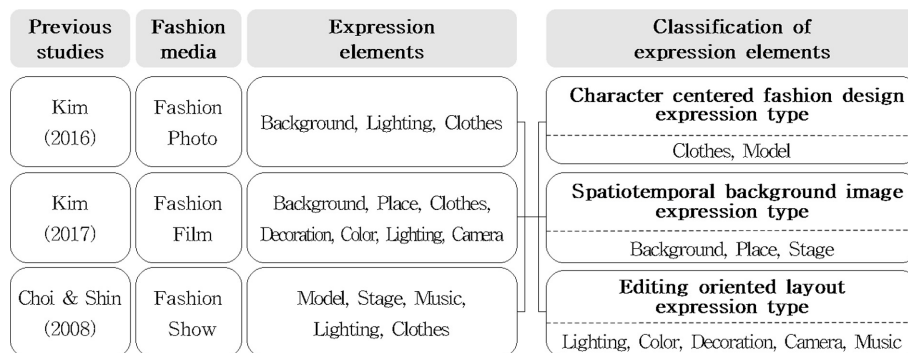 Previous studies
Fashion media
Expression elements
Classification of expression elements
Kim
(2016)
Fashion
Photo
Background, Lighting, Clothes
Character centered fashion design
expression type
Clothes, Model
Kim
(2017)
Fashion
Film
Background, Place, Clothes,
Decoration, Color, Lighting, Camera
Spatiotemporal background image
expression type
Background, Place, Stage
Choi & Shin
(2008)
Fashion
Show
Model, Stage, Music,
Lighting, Clothes
Editing oriented layout
expression type
Lighting, Color, Decoration, Camera, Music